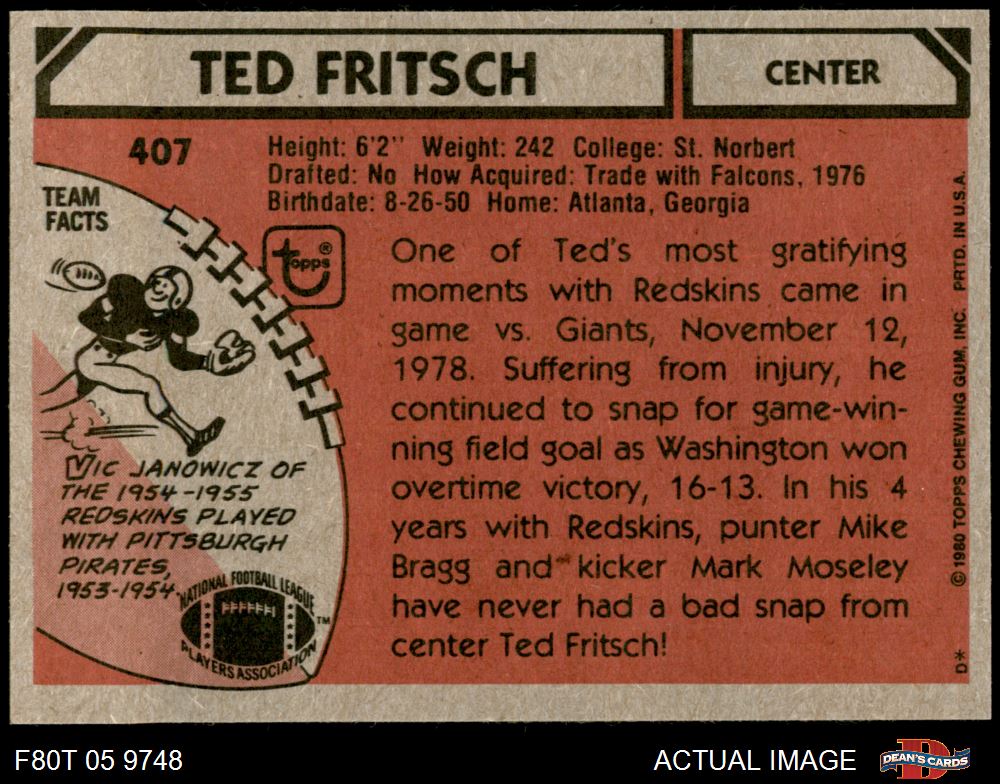 TED FRITSCH
CENTER
407
Height: 6'2" Weight: 242 College: St. Norbert
Drafted: No How Acquired: Trade with Falcons, 1976
Birthdate: 8-26-50 Home: Atlanta, Georgia
TEAM
FACTS
topps®
One of Ted's most gratifying
moments with Redskins came in
game vs. Giants, November 12,
1978. Suffering from injury, he
continued to snap for game-win-
ning field goal as Washington won
overtime victory, 16-13. In his 4
years with Redskins, punter Mike
Bragg and kicker Mark Moseley
have never had a bad snap from
center Ted Fritsch!
VIC JANOWICZ OF
THE 1954-1955
REDSKINS PLAYED
WITH PITTSBURGH
PIRATES,
1953-1954.
NATIONAL FOOTBALL LEAGUE
PLAYERS ASSOCIATION
TM
D* © 1980 TOPPS CHEWING GUM, INC. PRTD. IN U.S.A.
F80T 05 9748
ACTUAL IMAGE
DEAN'S CARDS